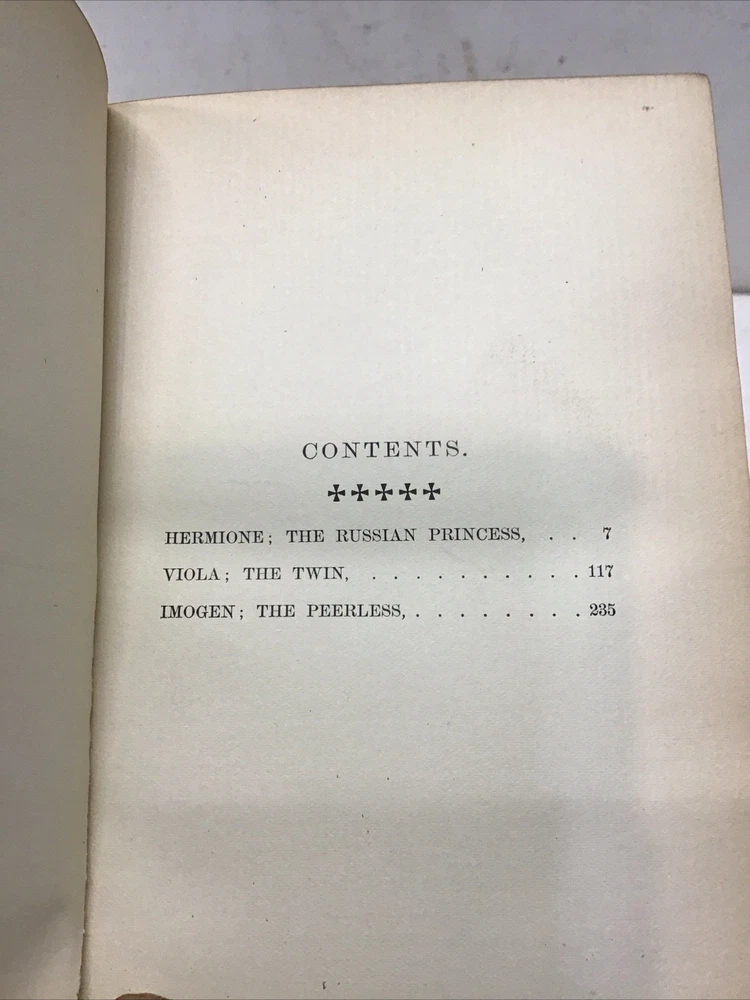 CONTENTS.
✠✠✠✠✠
HERMIONE; THE RUSSIAN PRINCESS, . . 7
VIOLA; THE TWIN, . . . . . . . . . . 117
IMOGEN; THE PEERLESS, . . . . . . . . 235